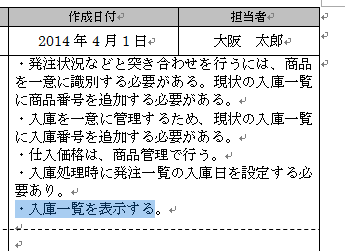 作成日付 担当者
2014年4月1日 大阪 太郎
・発注状況などと突き合わせを行うには、商品
を一意に識別する必要がある。現状の入庫一覧
に商品番号を追加する必要がある。
・入庫を一意に管理するため、現状の入庫一覧
に入庫番号を追加する必要がある。
・仕入価格は、商品管理で行う。
・入庫処理時に発注一覧の入庫日を設定する必
要あり。
・入庫一覧を表示する。